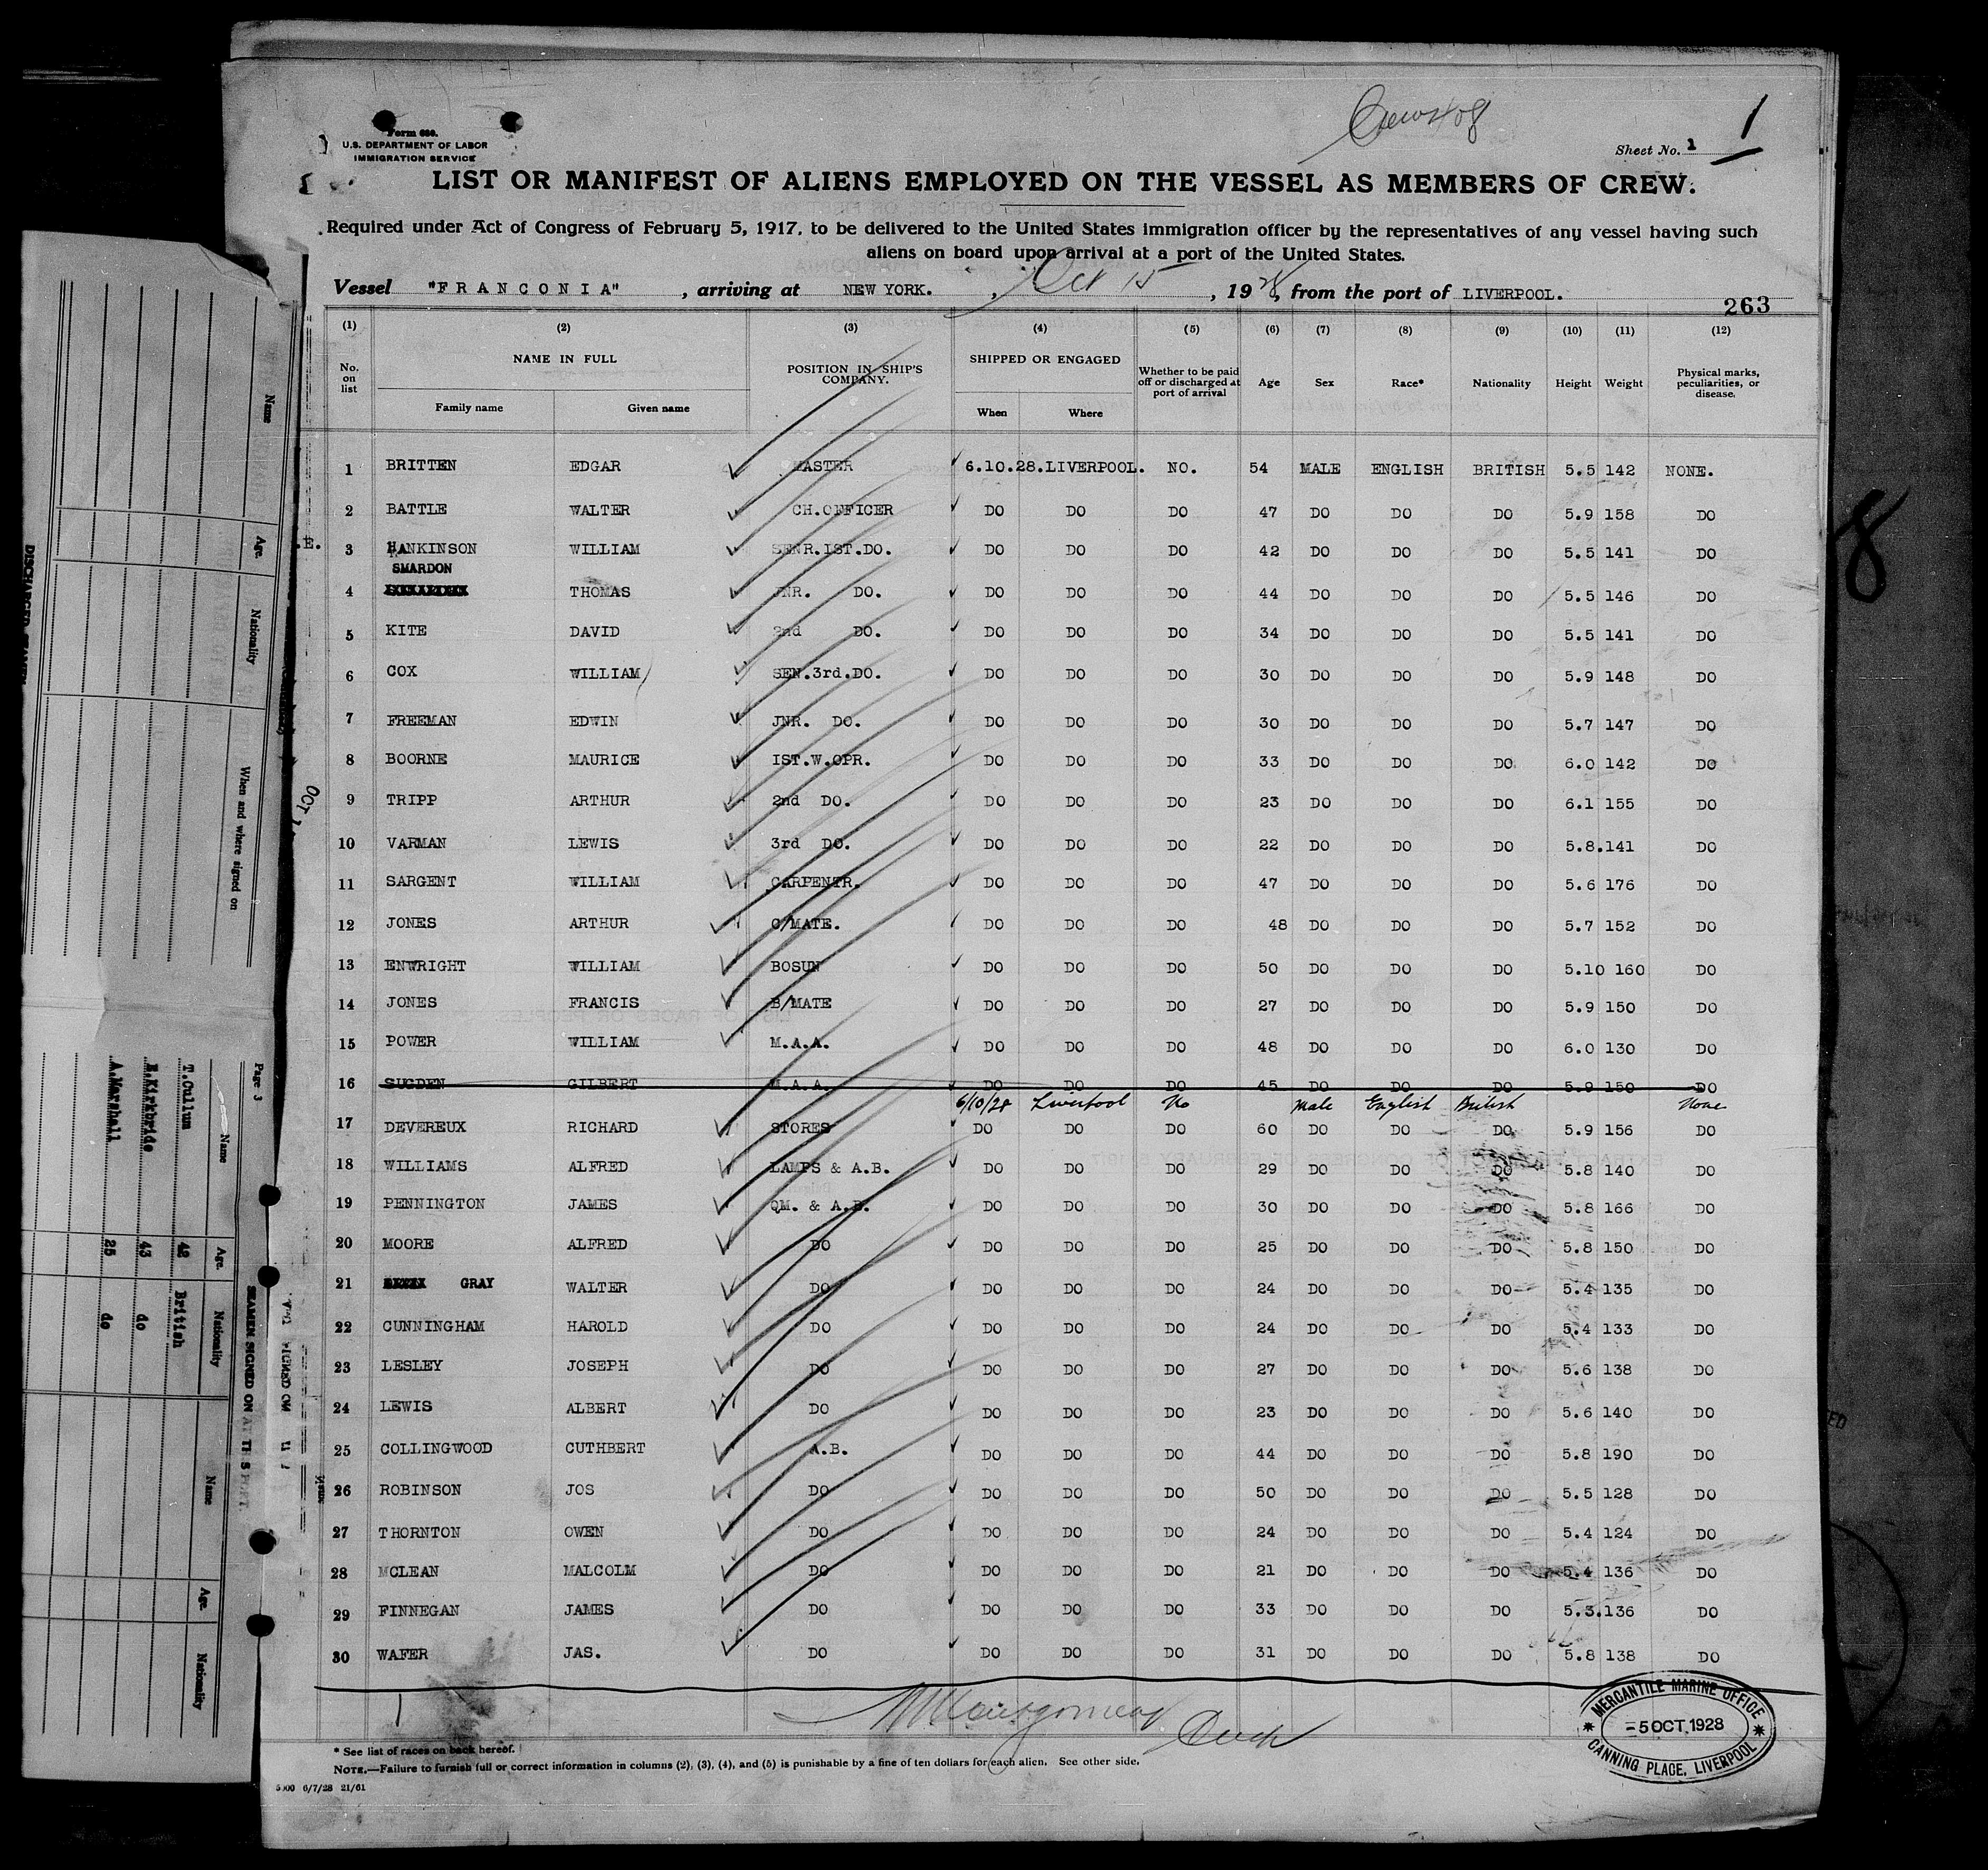 Crew 408
Form 680.
U.S. DEPARTMENT OF LABOR
IMMIGRATION SERVICE
Sheet No. 1 1
LIST OR MANIFEST OF ALIENS EMPLOYED ON THE VESSEL AS MEMBERS OF CREW.
Required under Act of Congress of February 5, 1917, to be delivered to the United States immigration officer by the representatives of any vessel having such
aliens on board upon arrival at a port of the United States.
Vessel "FRANCONIA", arriving at NEW YORK., Oct 15, 1928, from the port of LIVERPOOL.
263
(1) (2) (3) (4) (5) (6) (7) (8) (9) (10) (11) (12)
No. on list NAME IN FULL POSITION IN SHIP'S COMPANY. SHIPPED OR ENGAGED Whether to be paid off or discharged at port of arrival Age Sex Race* Nationality Height Weight Physical marks, peculiarities, or disease.
Family name Given name When Where
1 BRITTEN EDGAR MASTER 6.10.28. LIVERPOOL. NO. 54 MALE ENGLISH BRITISH 5.5 142 NONE.
2 BATTLE WALTER CH.OFFICER DO DO DO 47 DO DO DO 5.9 158 DO
3 HANKINSON WILLIAM SENR.IST.DO. DO DO DO 42 DO DO DO 5.5 141 DO
SMARDON
4 THOMAS JNR. DO. DO DO DO 44 DO DO DO 5.5 146 DO
5 KITE DAVID 2nd DO. DO DO DO 34 DO DO DO 5.5 141 DO
6 COX WILLIAM SEN.3rd.DO. DO DO DO 30 DO DO DO 5.9 148 DO
7 FREEMAN EDWIN JNR. DO. DO DO DO 30 DO DO DO 5.7 147 DO
8 BOORNE MAURICE IST.W.OPR. DO DO DO 33 DO DO DO 6.0 142 DO
9 TRIPP ARTHUR 2nd DO. DO DO DO 23 DO DO DO 6.1 155 DO
10 VARMAN LEWIS 3rd DO. DO DO DO 22 DO DO DO 5.8. 141 DO
11 SARGENT WILLIAM CARPENTR. DO DO DO 47 DO DO DO 5.6 176 DO
12 JONES ARTHUR C/MATE. DO DO DO 48 DO DO DO 5.7 152 DO
13 ENWRIGHT WILLIAM BOSUN DO DO DO 50 DO DO DO 5.10 160 DO
14 JONES FRANCIS B/MATE DO DO DO 27 DO DO DO 5.9 150 DO
15 POWER WILLIAM M.A.A. DO DO DO 48 DO DO DO 6.0 130 DO
16 SUGDEN GILBERT M.A.A. DO DO DO 45 DO DO DO 5.9 150 DO
6/10/28 Liverpool No Male English British None
17 DEVEREUX RICHARD STORES DO DO DO 60 DO DO DO 5.9 156 DO
18 WILLIAMS ALFRED LAMPS & A.B. DO DO DO 29 DO DO DO 5.8 140 DO
19 PENNINGTON JAMES QM. & A.B. DO DO DO 30 DO DO DO 5.8 166 DO
20 MOORE ALFRED DO DO DO DO 25 DO DO DO 5.8 150 DO
21 GRAY WALTER DO DO DO DO 24 DO DO DO 5.4 135 DO
22 CUNNINGHAM HAROLD DO DO DO DO 24 DO DO DO 5.4 133 DO
23 LESLEY JOSEPH DO DO DO DO 27 DO DO DO 5.6 138 DO
24 LEWIS ALBERT DO DO DO DO 23 DO DO DO 5.6 140 DO
25 COLLINGWOOD CUTHBERT A.B. DO DO DO 44 DO DO DO 5.8 190 DO
26 ROBINSON JOS DO DO DO DO 50 DO DO DO 5.5 128 DO
27 THORNTON OWEN DO DO DO DO 24 DO DO DO 5.4 124 DO
28 MCLEAN MALCOLM DO DO DO DO 21 DO DO DO 5.4 136 DO
29 FINNEGAN JAMES DO DO DO DO 33 DO DO DO 5.3. 136 DO
30 WAFER JAS. DO DO DO DO 31 DO DO DO 5.8 138 DO
Montgomery
MERCANTILE MARINE OFFICE
-5 OCT.1928
CANNING PLACE, LIVERPOOL
* See list of races on back hereof.
NOTE.—Failure to furnish full or correct information in columns (2), (3), (4), and (5) is punishable by a fine of ten dollars for each alien. See other side.
5000 6/7/28 21/61
Name Age. Nationality When and where signed on
Page 3
SEAMEN SIGNED ON AT THIS PORT.
Name Age. Nationality Name Age. Nationality
T.Cullum 42 British
E.Kirkbride 43 do
A.Marshall 25 do
OCT
8